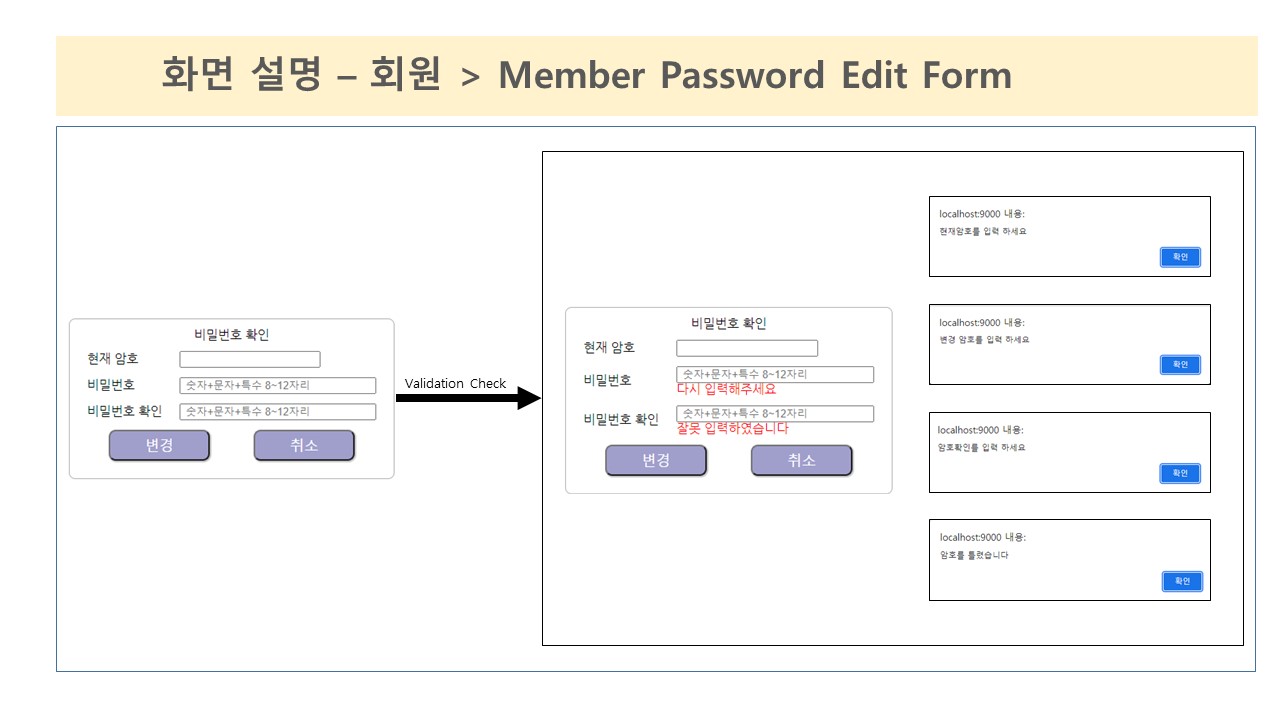 화면 설명 – 회원 > Member Password Edit Form
비밀번호 확인
현재 암호
비밀번호 숫자+문자+특수 8~12자리
비밀번호 확인 숫자+문자+특수 8~12자리
변경 취소
Validation Check
비밀번호 확인
현재 암호
비밀번호 숫자+문자+특수 8~12자리
다시 입력해주세요
비밀번호 확인 숫자+문자+특수 8~12자리
잘못 입력하였습니다
변경 취소
localhost:9000 내용:
현재암호를 입력 하세요
확인
localhost:9000 내용:
변경 암호를 입력 하세요
확인
localhost:9000 내용:
암호확인를 입력 하세요
확인
localhost:9000 내용:
암호를 틀렸습니다
확인